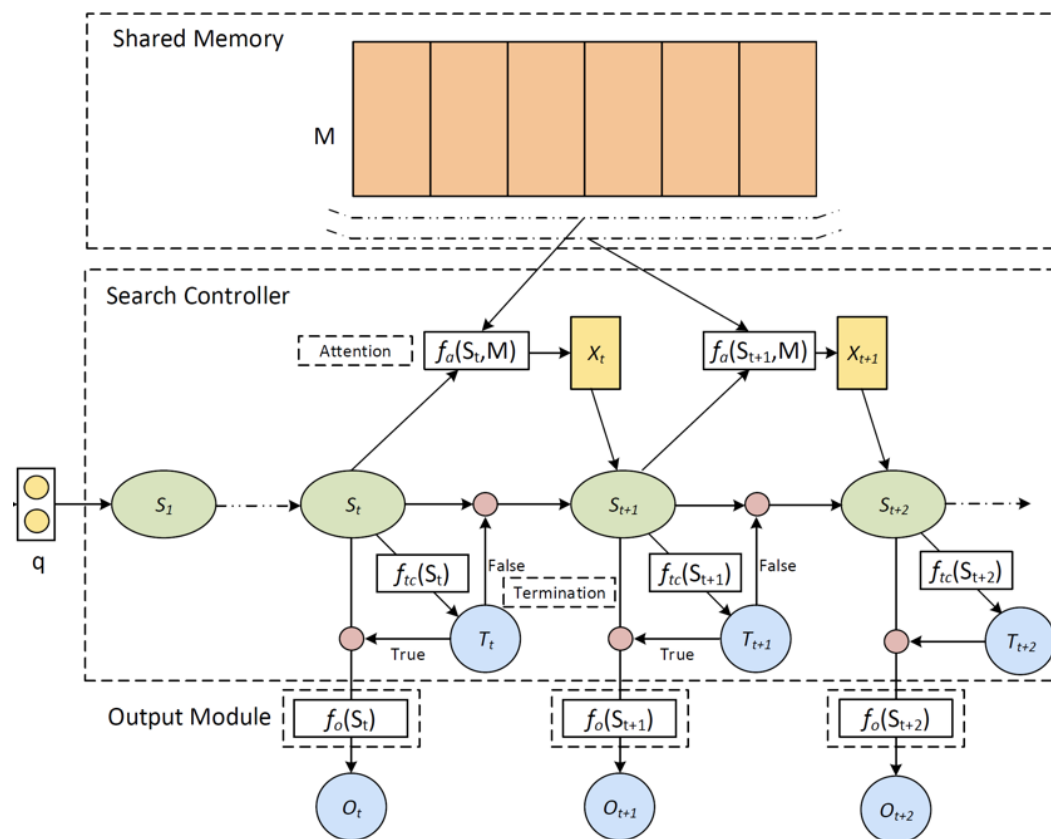 Shared Memory
M
Search Controller
Attention
fa(St,M)
Xt
fa(St+1,M)
Xt+1
q
S1
St
St+1
St+2
ftc(St)
False
Termination
ftc(St+1)
False
ftc(St+2)
True
Tt
True
Tt+1
Tt+2
Output Module
fo(St)
fo(St+1)
fo(St+2)
Ot
Ot+1
Ot+2